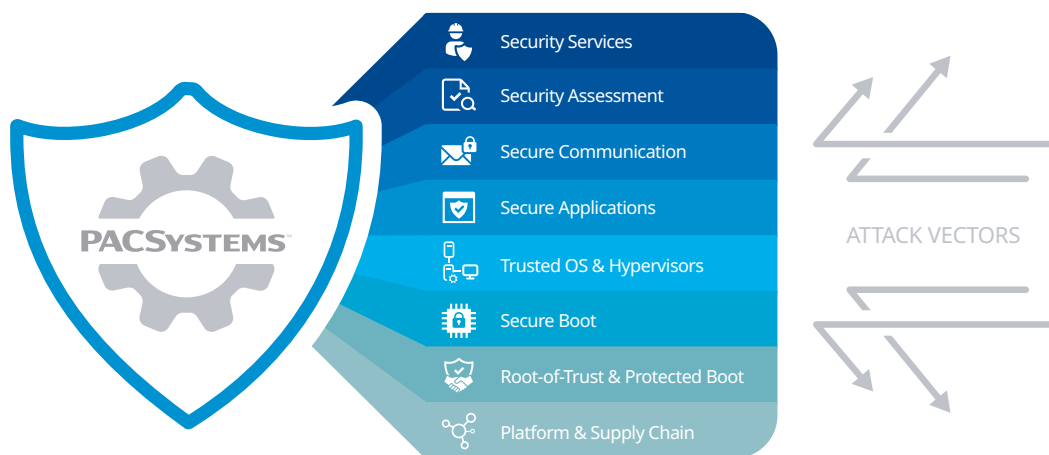 Security Services
Security Assessment
Secure Communication
Secure Applications
Trusted OS & Hypervisors
Secure Boot
Root-of-Trust & Protected Boot
Platform & Supply Chain
PACSYSTEMS™
ATTACK VECTORS